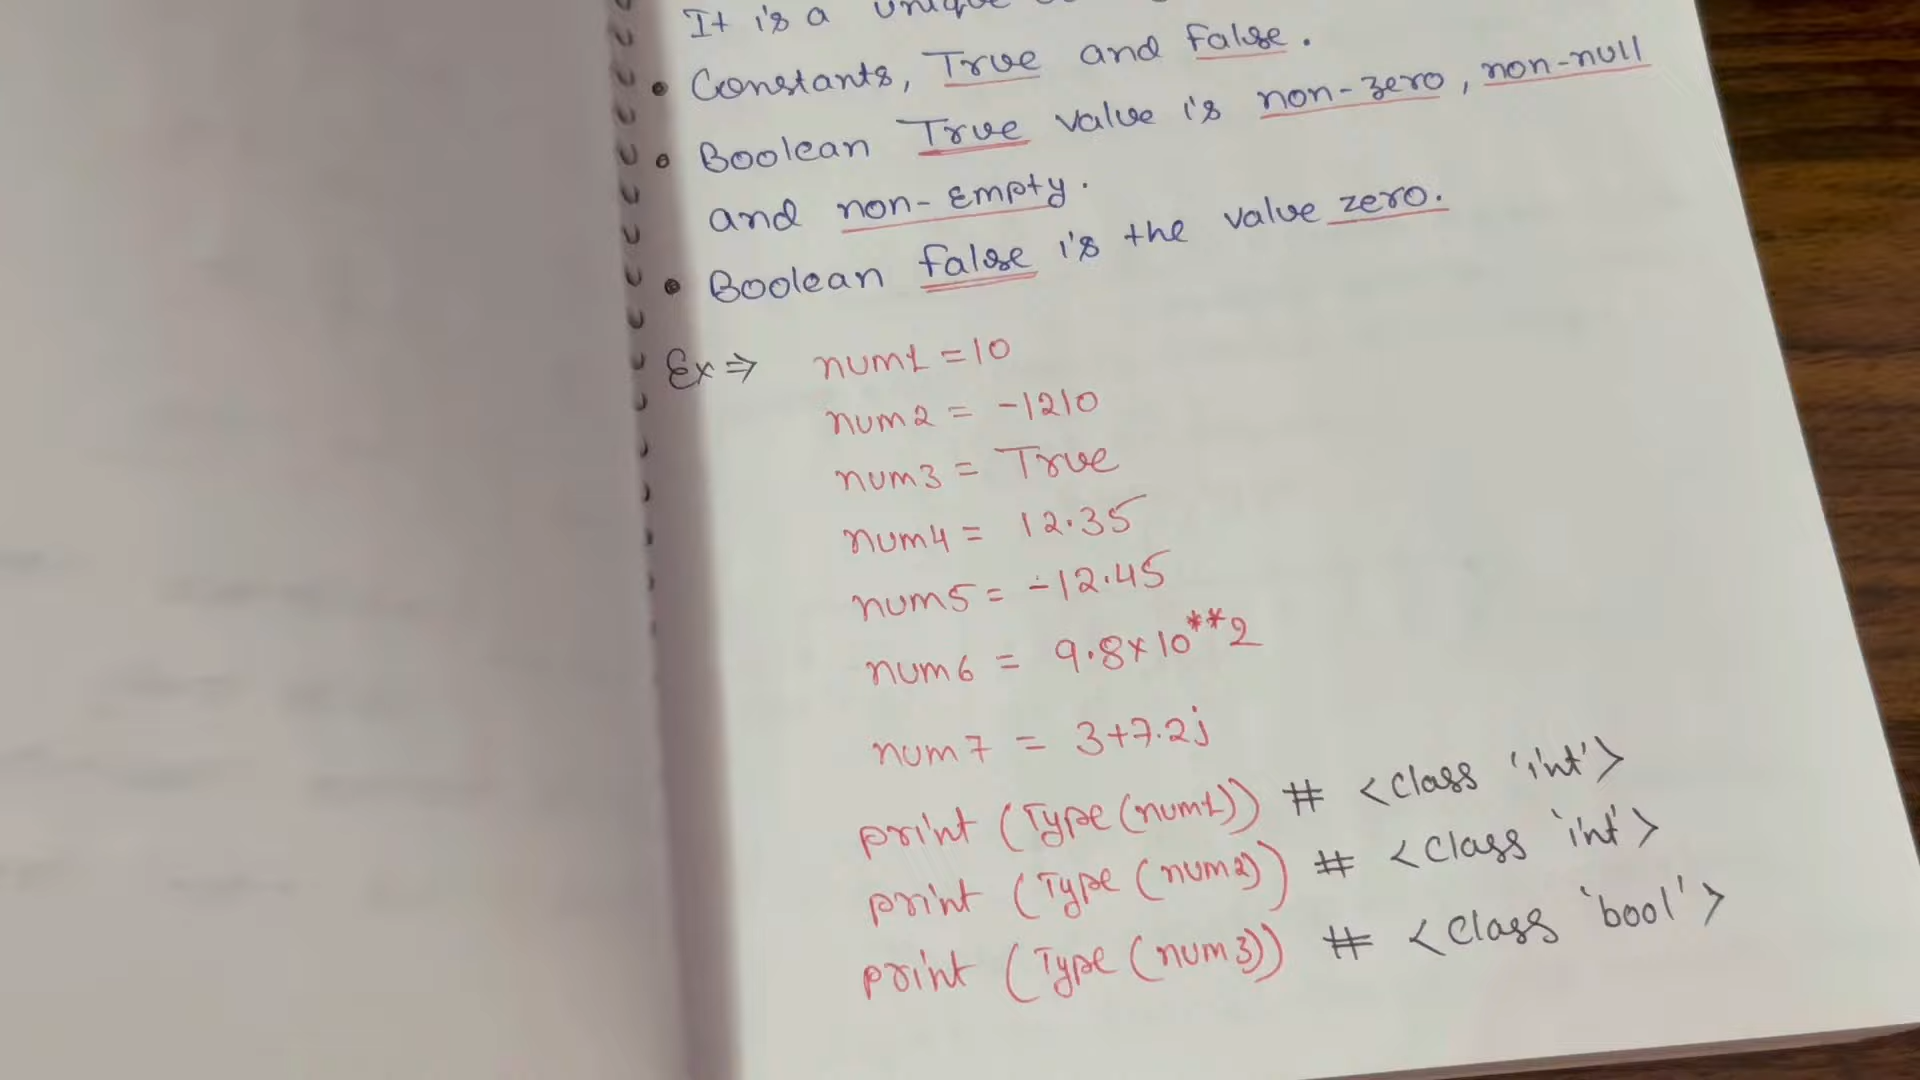 It is a unique
• Constants, True and False.
• Boolean True value is non-zero, non-null
and non-Empty.
• Boolean false is the value zero.
Ex ⇒ num1 = 10
num2 = -1210
num3 = True
num4 = 12.35
num5 = -12.45
num6 = 9.8×10**2
num7 = 3+7.2j
print (Type (num1)) # <class 'int'>
print (Type (num2)) # <class 'int'>
print (Type (num3)) # <class 'bool'>